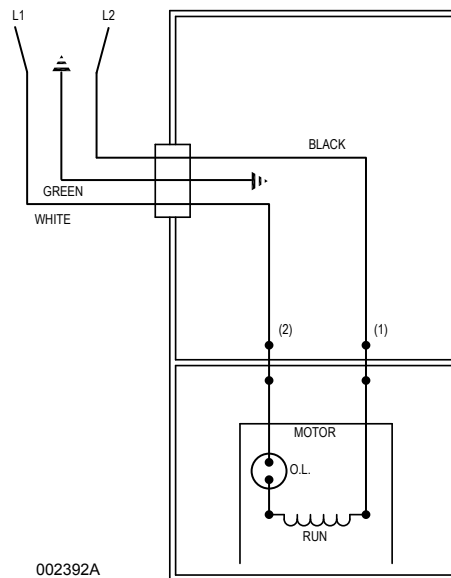 L1
L2
BLACK
GREEN
WHITE
(2)
(1)
MOTOR
O.L.
RUN
002392A